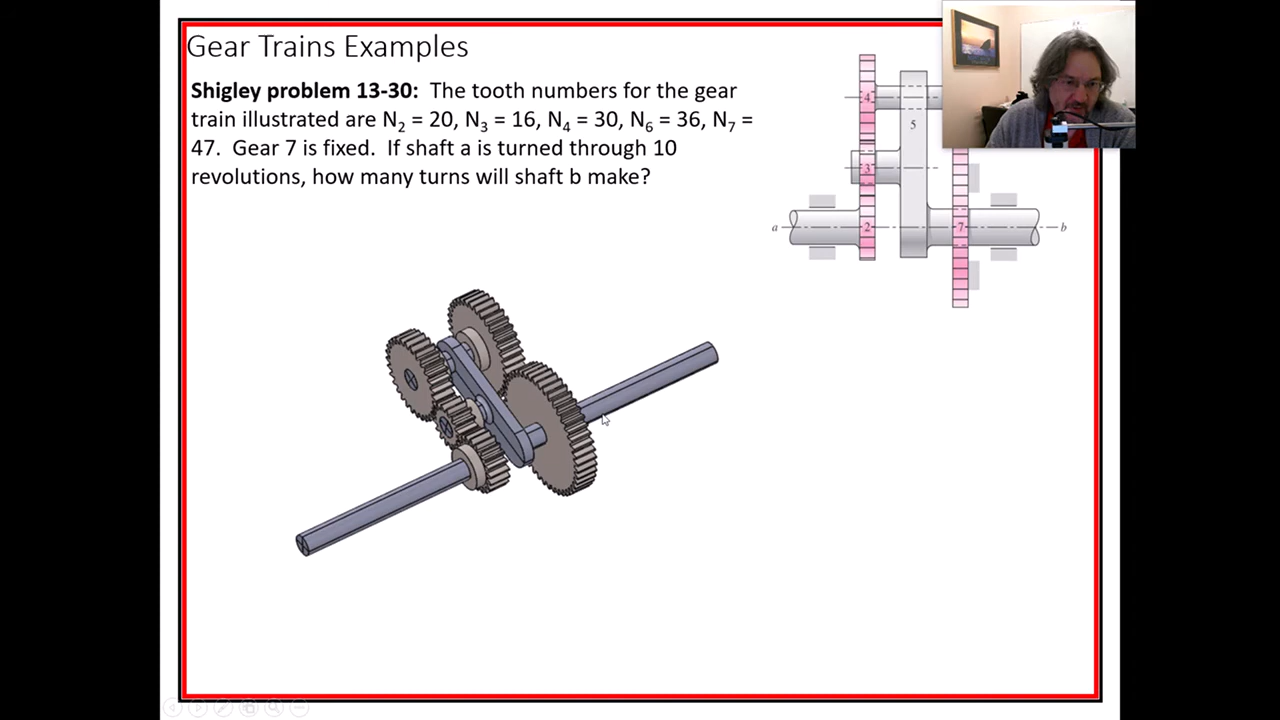 Gear Trains Examples
Shigley problem 13-30: The tooth numbers for the gear
train illustrated are N₂ = 20, N₃ = 16, N₄ = 30, N₆ = 36, N₇ =
47. Gear 7 is fixed. If shaft a is turned through 10
revolutions, how many turns will shaft b make?
4
5
3
a
2
7
b